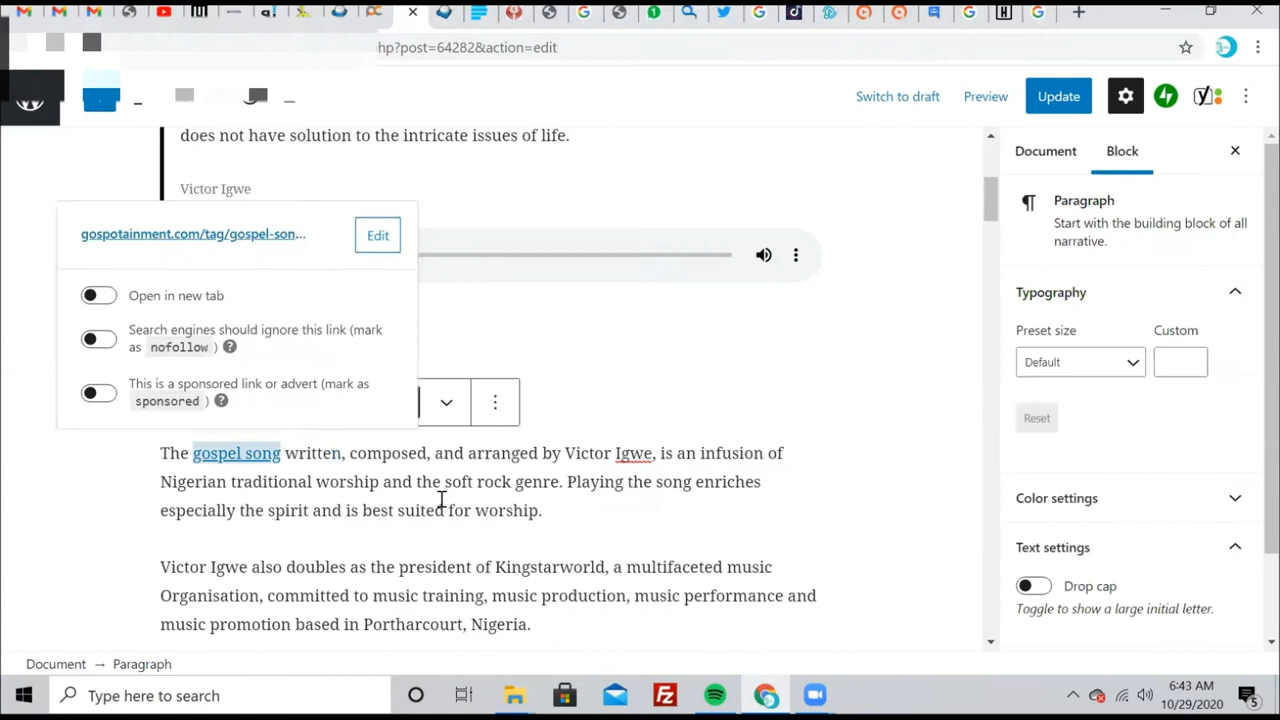 php?post=64282&action=edit
Switch to draft
Preview
Update
does not have solution to the intricate issues of life.
Victor Igwe
gospotainment.com/tag/gospel-son...
Edit
Open in new tab
Search engines should ignore this link (mark
as nofollow )
This is a sponsored link or advert (mark as
sponsored )
The gospel song written, composed, and arranged by Victor Igwe, is an infusion of
Nigerian traditional worship and the soft rock genre. Playing the song enriches
especially the spirit and is best suited for worship.
Victor Igwe also doubles as the president of Kingstarworld, a multifaceted music
Organisation, committed to music training, music production, music performance and
music promotion based in Portharcourt, Nigeria.
Document
Block
Paragraph
Start with the building block of all
narrative.
Typography
Preset size
Custom
Default
Reset
Color settings
Text settings
Drop cap
Toggle to show a large initial letter.
Document → Paragraph
Type here to search
6:43 AM
10/29/2020
5